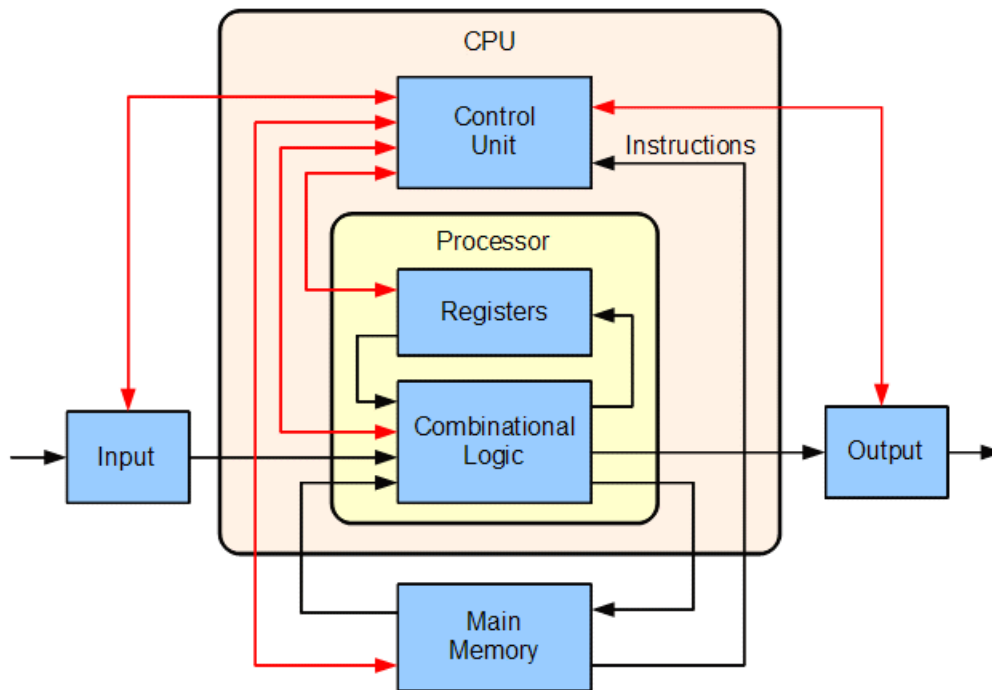 CPU
Control
Unit
Instructions
Processor
Registers
Combinational
Logic
Input
Output
Main
Memory